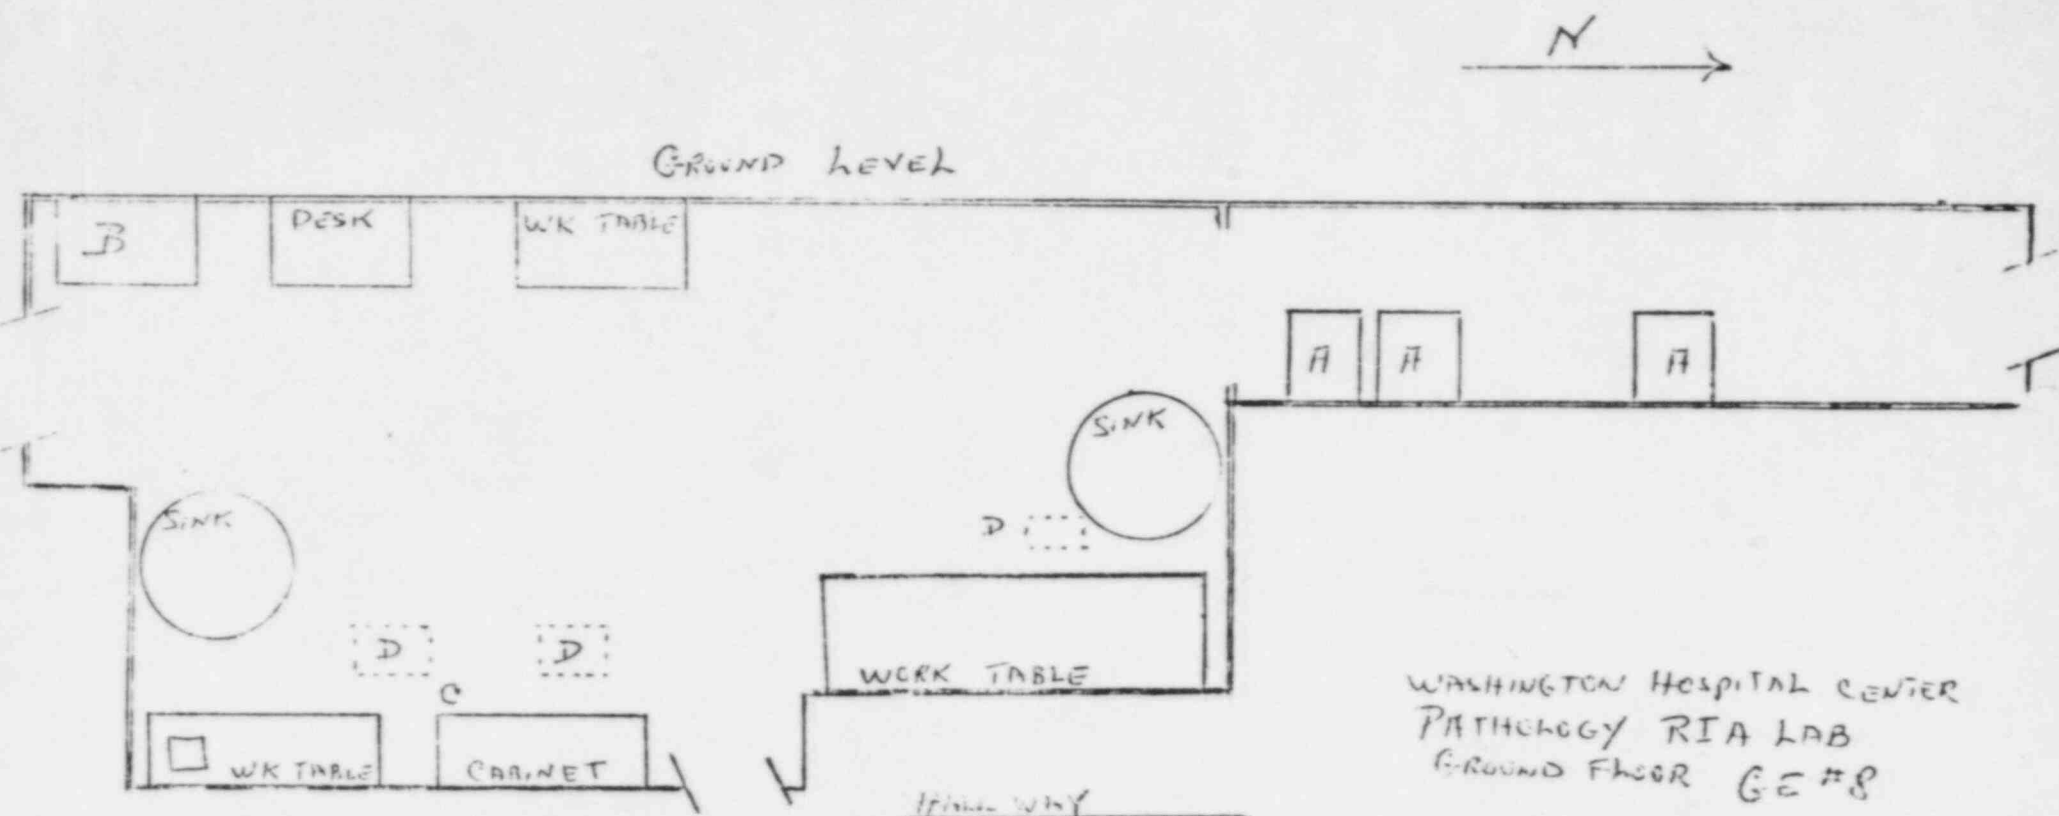 N
GROUND LEVEL
B
DESK
WK TABLE
A A A
SINK
SINK
D
D D
C
WORK TABLE
WK TABLE
CABINET
HALL WAY
WASHINGTON HOSPITAL CENTER
PATHOLOGY RIA LAB
GROUND FLOOR GE #8